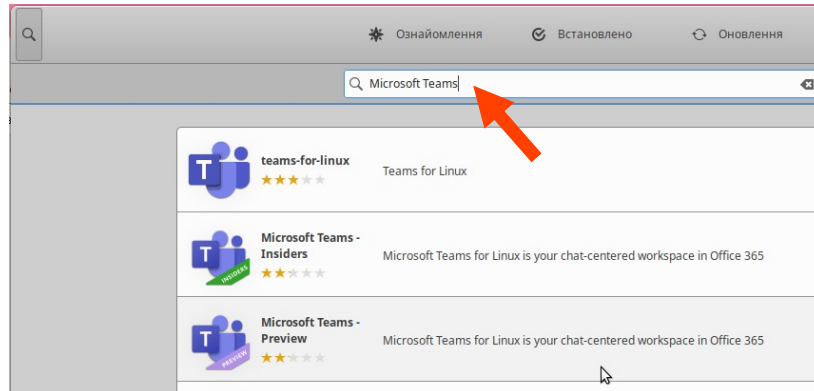 Ознайомлення Встановлено Оновлення
Microsoft Teams
teams-for-linux
Teams for Linux
T
Microsoft Teams -
Insiders
Microsoft Teams for Linux is your chat-centered workspace in Office 365
T
INSIDERS
Microsoft Teams -
Preview
Microsoft Teams for Linux is your chat-centered workspace in Office 365
T
PREVIEW